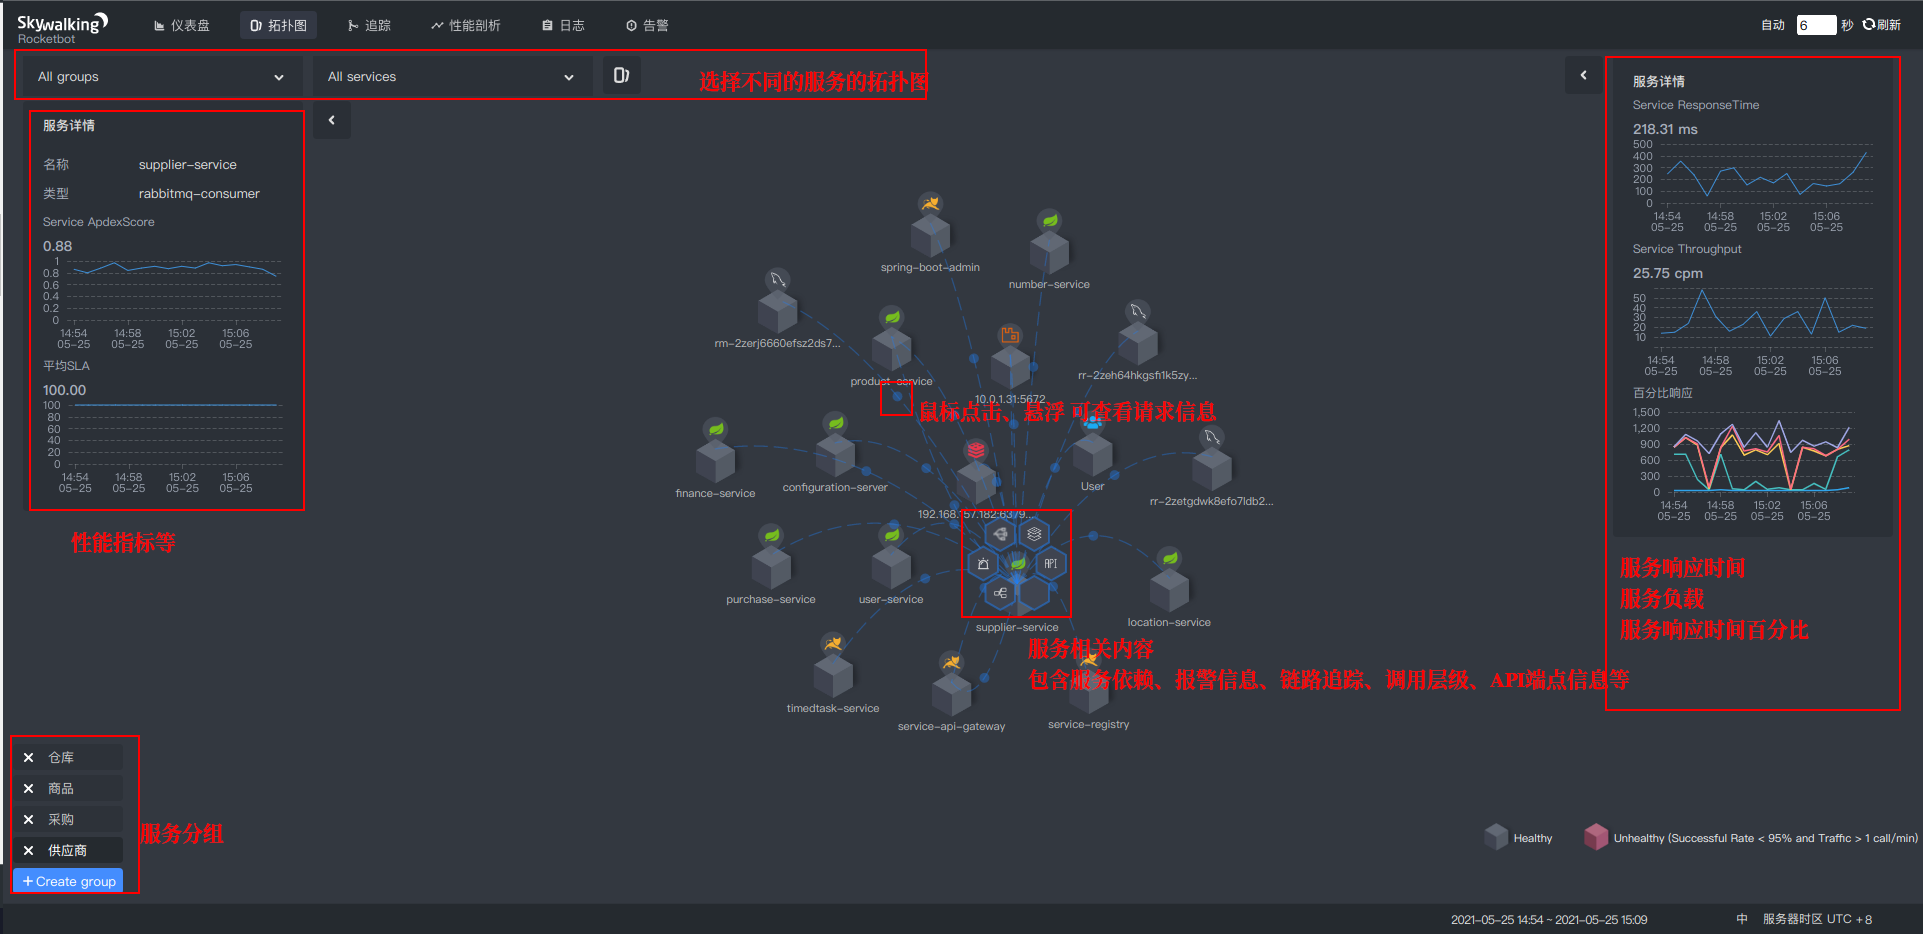 Skywalking
Rocketbot
仪表盘
拓扑图
追踪
性能剖析
日志
告警
自动
6
秒
刷新
All groups
All services
选择不同的服务的拓扑图
服务详情
名称 supplier-service
类型 rabbitmq-consumer
Service ApdexScore
0.88
1
0.8
0.6
0.4
0.2
0
14:54 14:58 15:02 15:06
05-25 05-25 05-25 05-25
平均SLA
100.00
100
80
60
40
20
0
14:54 14:58 15:02 15:06
05-25 05-25 05-25 05-25
性能指标等
spring-boot-admin
number-service
rm-2zerj6660efsz2ds7...
product-service
10.0.1.31:5672
rr-2zeh64hkgsfi1k5zy...
鼠标点击、悬浮 可查看请求信息
finance-service
configuration-server
192.168.157.182:6379...
User
rr-2zetgdwk8efo7ldb2...
API
purchase-service
user-service
supplier-service
location-service
服务相关内容
包含服务依赖、报警信息、链路追踪、调用层级、API端点信息等
timedtask-service
service-api-gateway
service-registry
服务详情
Service ResponseTime
218.31 ms
500
400
300
200
100
0
14:54 14:58 15:02 15:06
05-25 05-25 05-25 05-25
Service Throughput
25.75 cpm
50
40
30
20
10
14:54 14:58 15:02 15:06
05-25 05-25 05-25 05-25
百分比响应
1,500
1,200
900
600
300
0
14:54 14:58 15:02 15:06
05-25 05-25 05-25 05-25
服务响应时间
服务负载
服务响应时间百分比
仓库
商品
采购
供应商
+ Create group
服务分组
Healthy
Unhealthy (Successful Rate < 95% and Traffic > 1 call/min)
2021-05-25 14:54 ~ 2021-05-25 15:09
中
服务器时区 UTC + 8